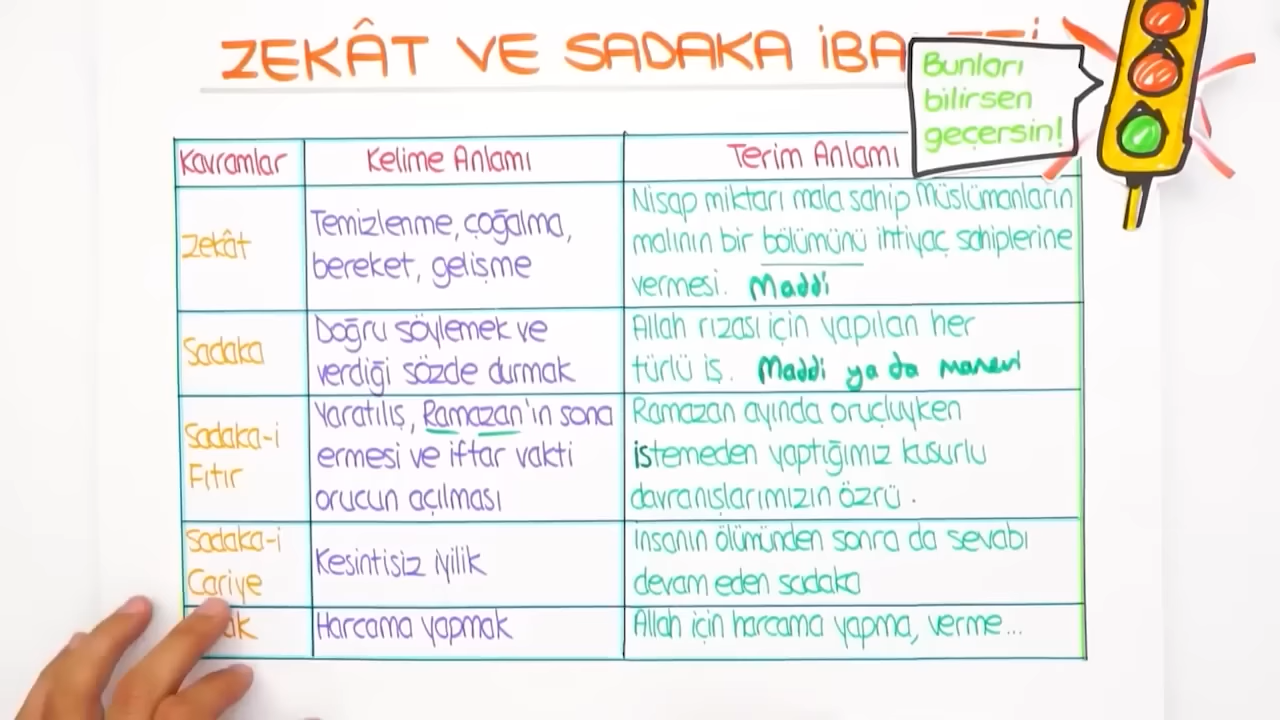 ZEKÂT VE SADAKA
Bunları
bilirsen
geçersin!
Kavramlar
Kelime Anlamı
Terim Anlamı
Zekât
Temizlenme, çoğalma,
bereket, gelişme
Nisap miktarı mala sahip Müslümanların
malının bir bölümünü ihtiyaç sahiplerine
vermesi. Maddi
Sadaka
Doğru söylemek ve
verdiği sözde durmak
Allah rızası için yapılan her
türlü iş. Maddi ya da manevi
Sadaka-i
Fıtır
Yaratılış, Ramazan'ın sona
ermesi ve iftar vakti
orucun açılması
Ramazan ayında oruçluyken
istemeden yaptığımız kusurlu
davranışlarımızın özrü.
Sadaka-i
Cariye
Kesintisiz iyilik
İnsanın ölümünden sonra da sevabı
devam eden sadaka
Harcama yapmak
Allah için harcama yapma, verme...